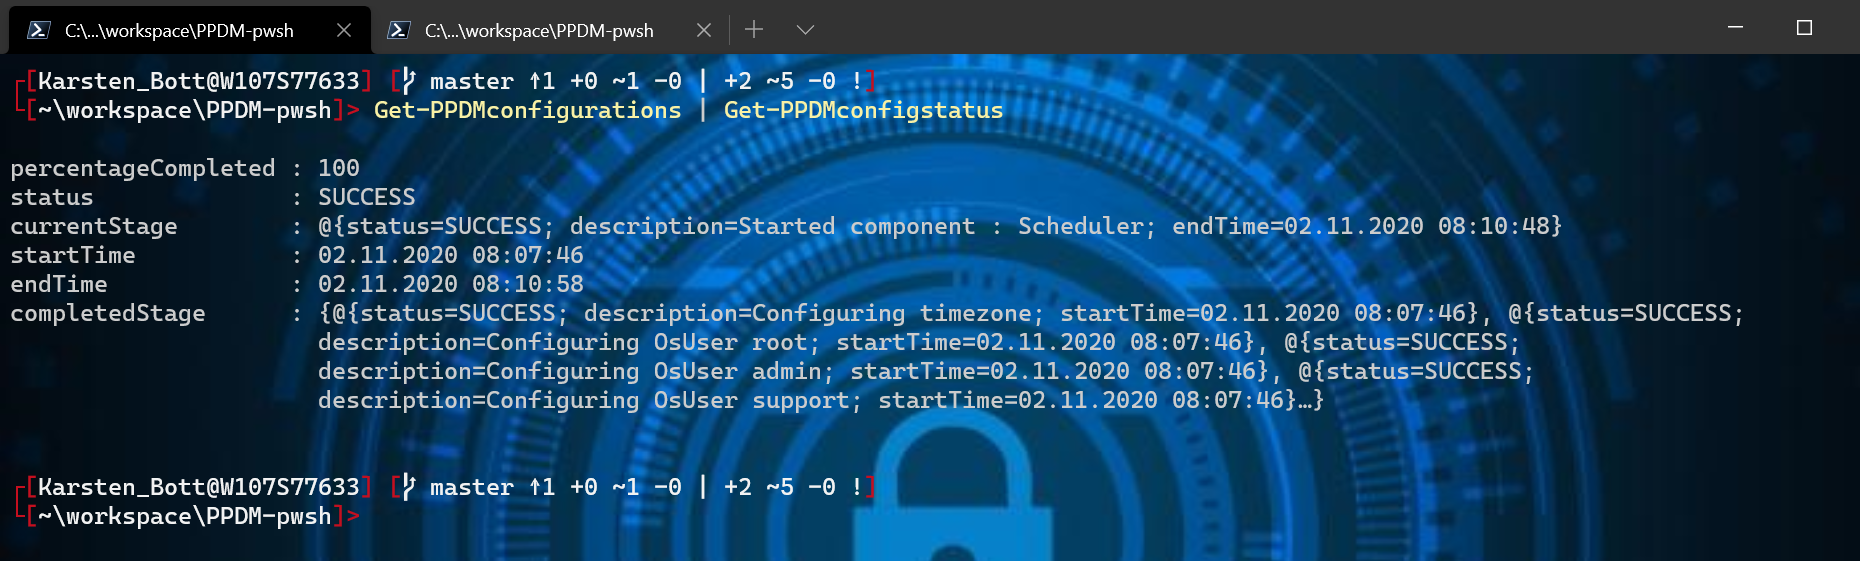 C:\...\workspace\PPDM-pwsh C:\...\workspace\PPDM-pwsh
[Karsten_Bott@W107S77633] [master ↑1 +0 ~1 -0 | +2 ~5 -0 !]
[~\workspace\PPDM-pwsh]> Get-PPDMconfigurations | Get-PPDMconfigstatus
percentageCompleted : 100
status : SUCCESS
currentStage : @{status=SUCCESS; description=Started component : Scheduler; endTime=02.11.2020 08:10:48}
startTime : 02.11.2020 08:07:46
endTime : 02.11.2020 08:10:58
completedStage : {@{status=SUCCESS; description=Configuring timezone; startTime=02.11.2020 08:07:46}, @{status=SUCCESS;
description=Configuring OsUser root; startTime=02.11.2020 08:07:46}, @{status=SUCCESS;
description=Configuring OsUser admin; startTime=02.11.2020 08:07:46}, @{status=SUCCESS;
description=Configuring OsUser support; startTime=02.11.2020 08:07:46}…}
[Karsten_Bott@W107S77633] [master ↑1 +0 ~1 -0 | +2 ~5 -0 !]
[~\workspace\PPDM-pwsh]>